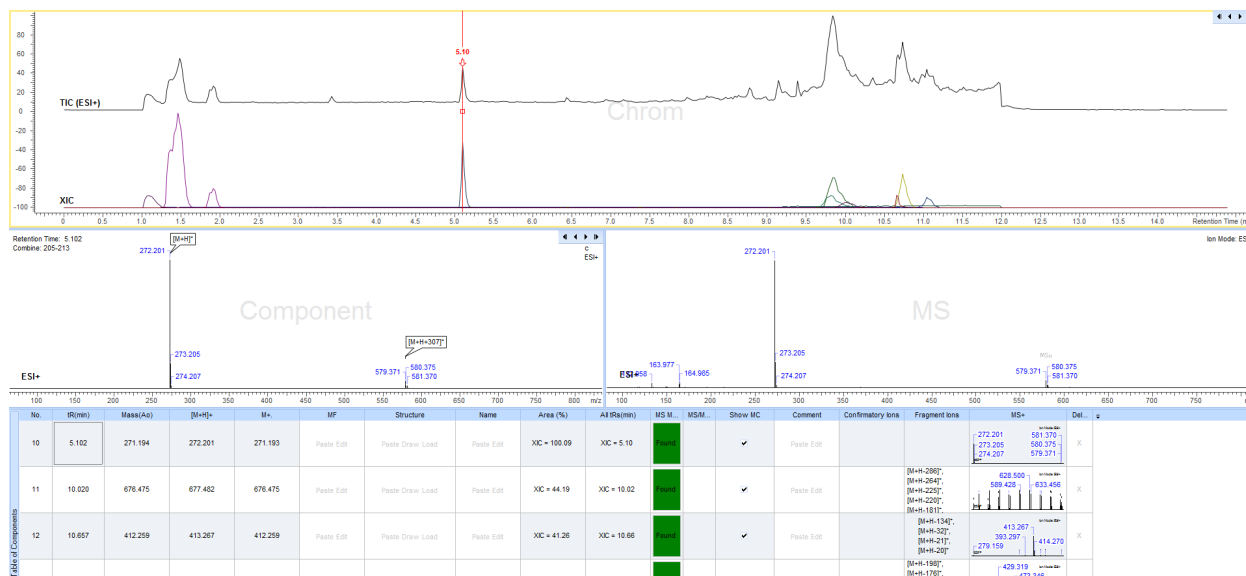 80
60
40
20
0
-20
-40
-60
-80
-100
5.10
TIC (ESI+)
XIC
Chrom
0 0.5 1.0 1.5 2.0 2.5 3.0 3.5 4.0 4.5 5.0 5.5 6.0 6.5 7.0 7.5 8.0 8.5 9.0 9.5 10.0 10.5 11.0 11.5 12.0 12.5 13.0 13.5 14.0 Retention Time (m
Retention Time: 5.102
Combine: 205-213
[M+H]+
272.201
C
ESI+
Component
[M+H+307]+
273.205
274.207
579.371
580.375
581.370
ESI+
100 150 200 250 300 350 400 450 500 550 600 650 700 750 800 m/z
Ion Mode: ES
272.201
MS
MS+
273.205
274.207
163.977
164.985
579.371
580.375
581.370
ESI+
100 150 200 250 300 350 400 450 500 550 600 650 700 750
Table of Components
No. tR(min) Mass(Ao) [M+H]+ M+. MF Structure Name Area (%) All tRs(min) MS M... MS/M... Show MC Comment Confirmatory Ions Fragment Ions MS+ Del...
10 5.102 271.194 272.201 271.193 Paste Edit Paste Draw Load Paste Edit XIC = 100.09 XIC = 5.10 Found Paste Edit X
272.201 581.370
273.205 580.375
274.207 579.371
11 10.020 676.475 677.482 676.475 Paste Edit Paste Draw Load Paste Edit XIC = 44.19 XIC = 10.02 Found Paste Edit X
[M+H-286]+,
[M+H-264]+,
[M+H-225]+,
[M+H-220]+,
[M+H-181]+,
628.500
589.428 633.456
12 10.657 412.259 413.267 412.259 Paste Edit Paste Draw Load Paste Edit XIC = 41.26 XIC = 10.66 Found Paste Edit X
[M+H-134]+,
[M+H-32]+,
[M+H-21]+,
[M+H-20]+
413.267
393.297
279.159 414.270
[M+H-198]+,
[M+H-176]+,
429.319